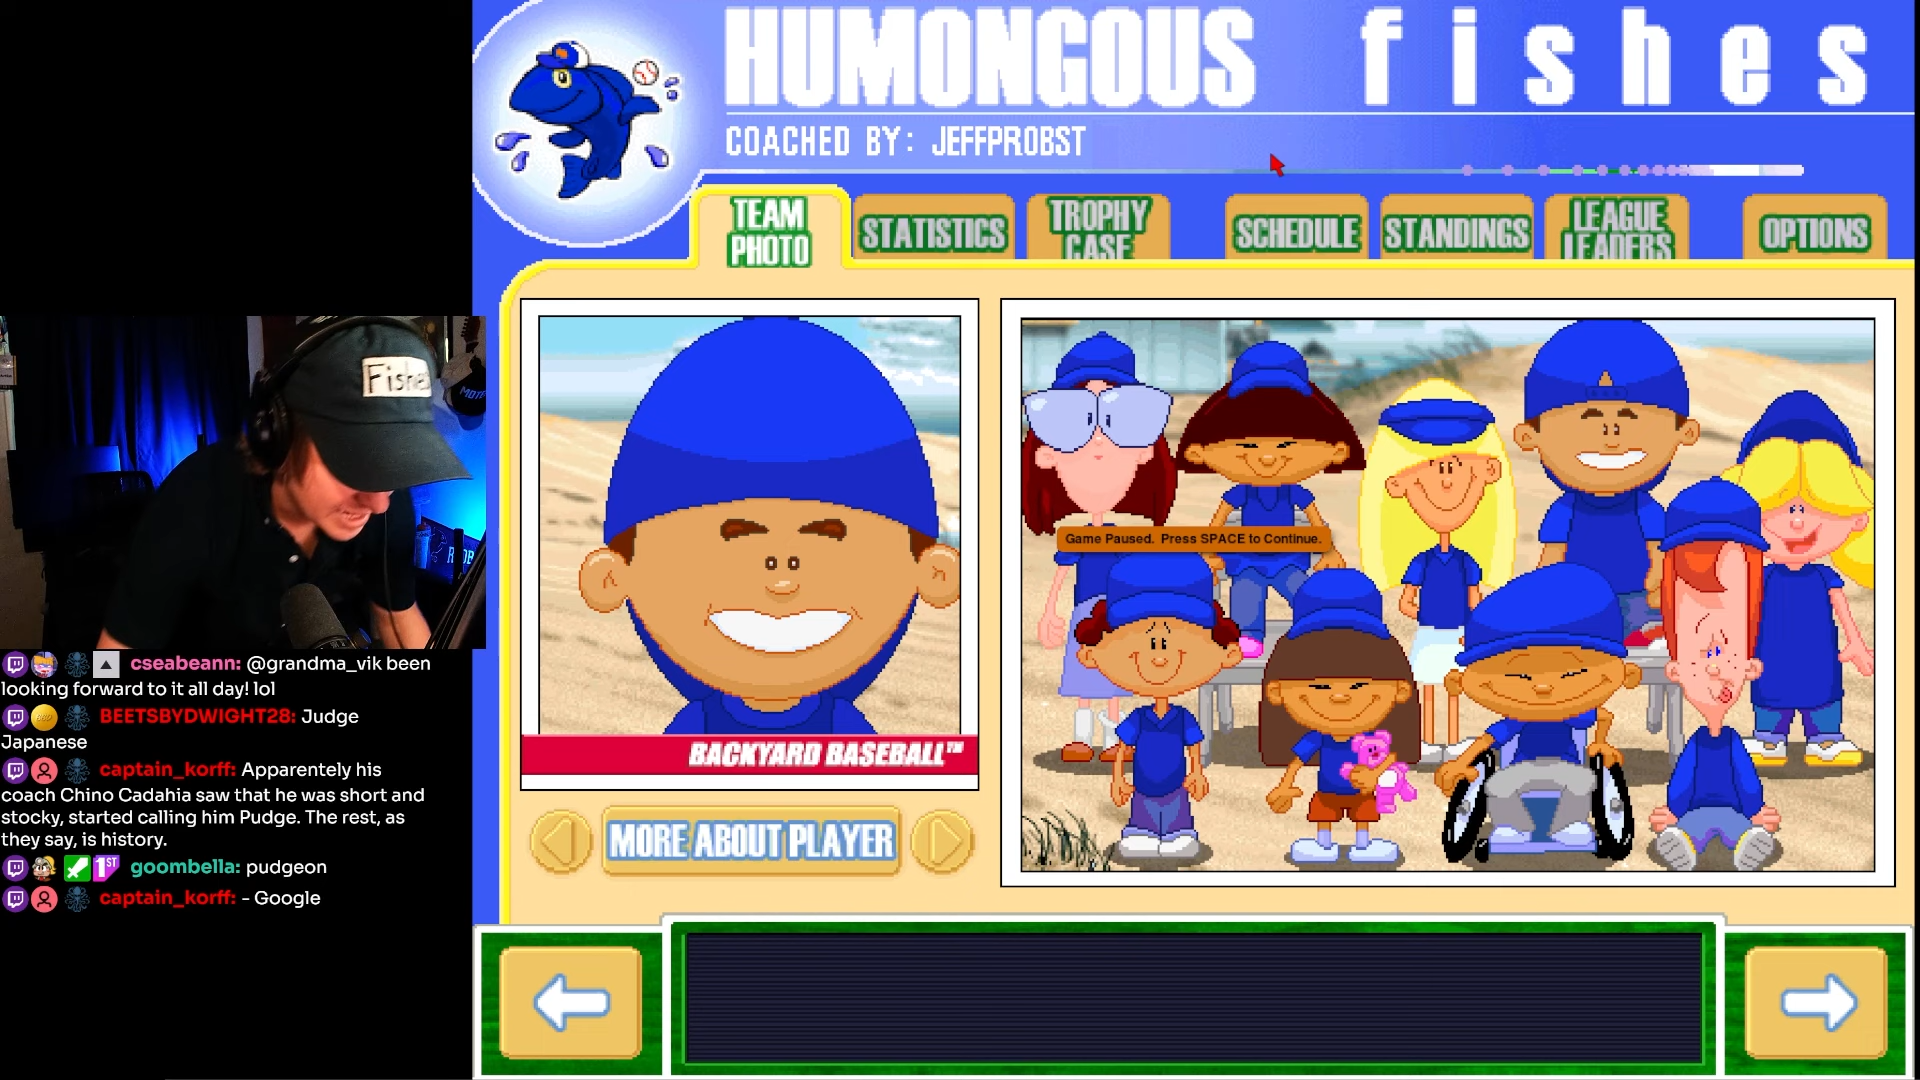 HUMONGOUS fishes
COACHED BY: JEFFPROBST
TEAM PHOTO
STATISTICS
TROPHY CASE
SCHEDULE
STANDINGS
LEAGUE LEADERS
OPTIONS
Game Paused. Press SPACE to Continue.
BACKYARD BASEBALL™
MORE ABOUT PLAYER
Fishes
cseabeann: @grandma_vik been
looking forward to it all day! lol
BEETSBYDWIGHT28: Judge
Japanese
captain_korff: Apparently his
coach Chino Cadahia saw that he was short and
stocky, started calling him Pudge. The rest, as
they say, is history.
1ST goombella: pudgeon
captain_korff: - Google